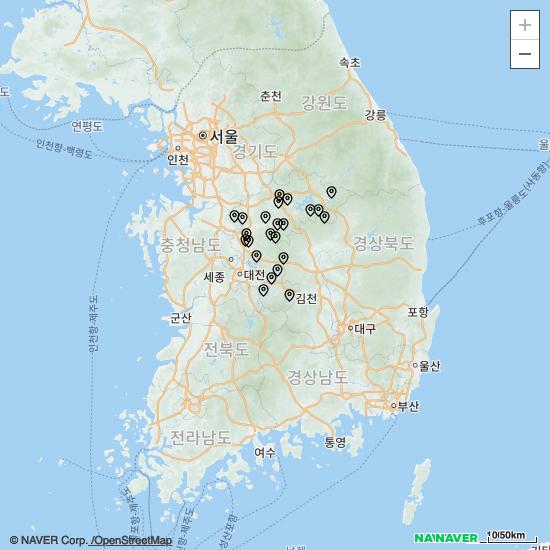 +
−
속초
춘천
강원도
강릉
도
연평도
서울
울
인천항-백령도
인천
경기도
후포항-울릉도(사동항)
충청남도
경상북도
세종
대전
김천
군산
포항
인천항-제주도
대구
전북도
경상남도
울산
부산
전라남도
통영
여수
© NAVER Corp. /OpenStreetMap
NAVER
10/50km